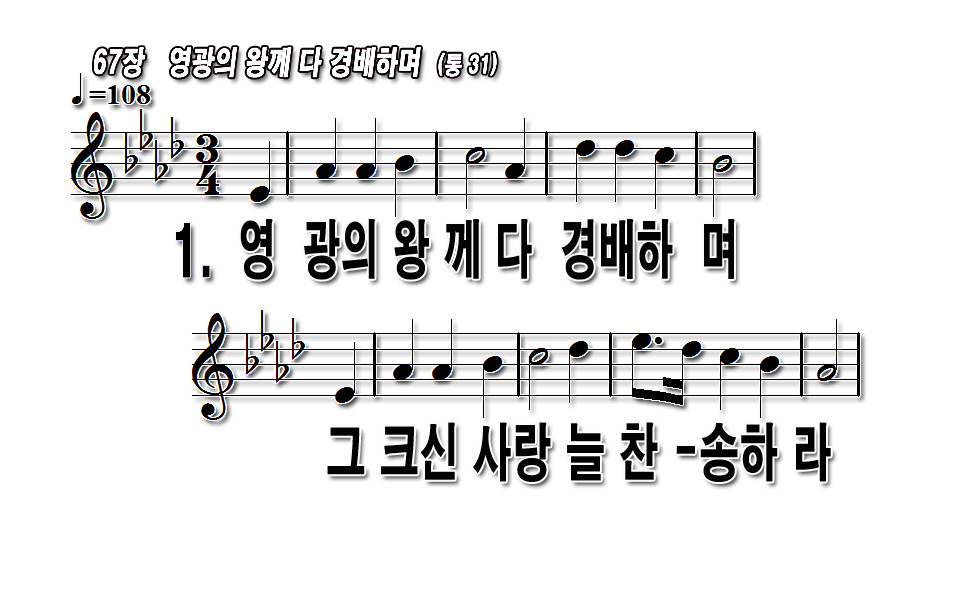 67장 영광의 왕께 다 경배하며 (통 31)
♩=108
3
4
1. 영 광의 왕 께 다 경배하 며
그 크신 사랑 늘 찬 -송하 라